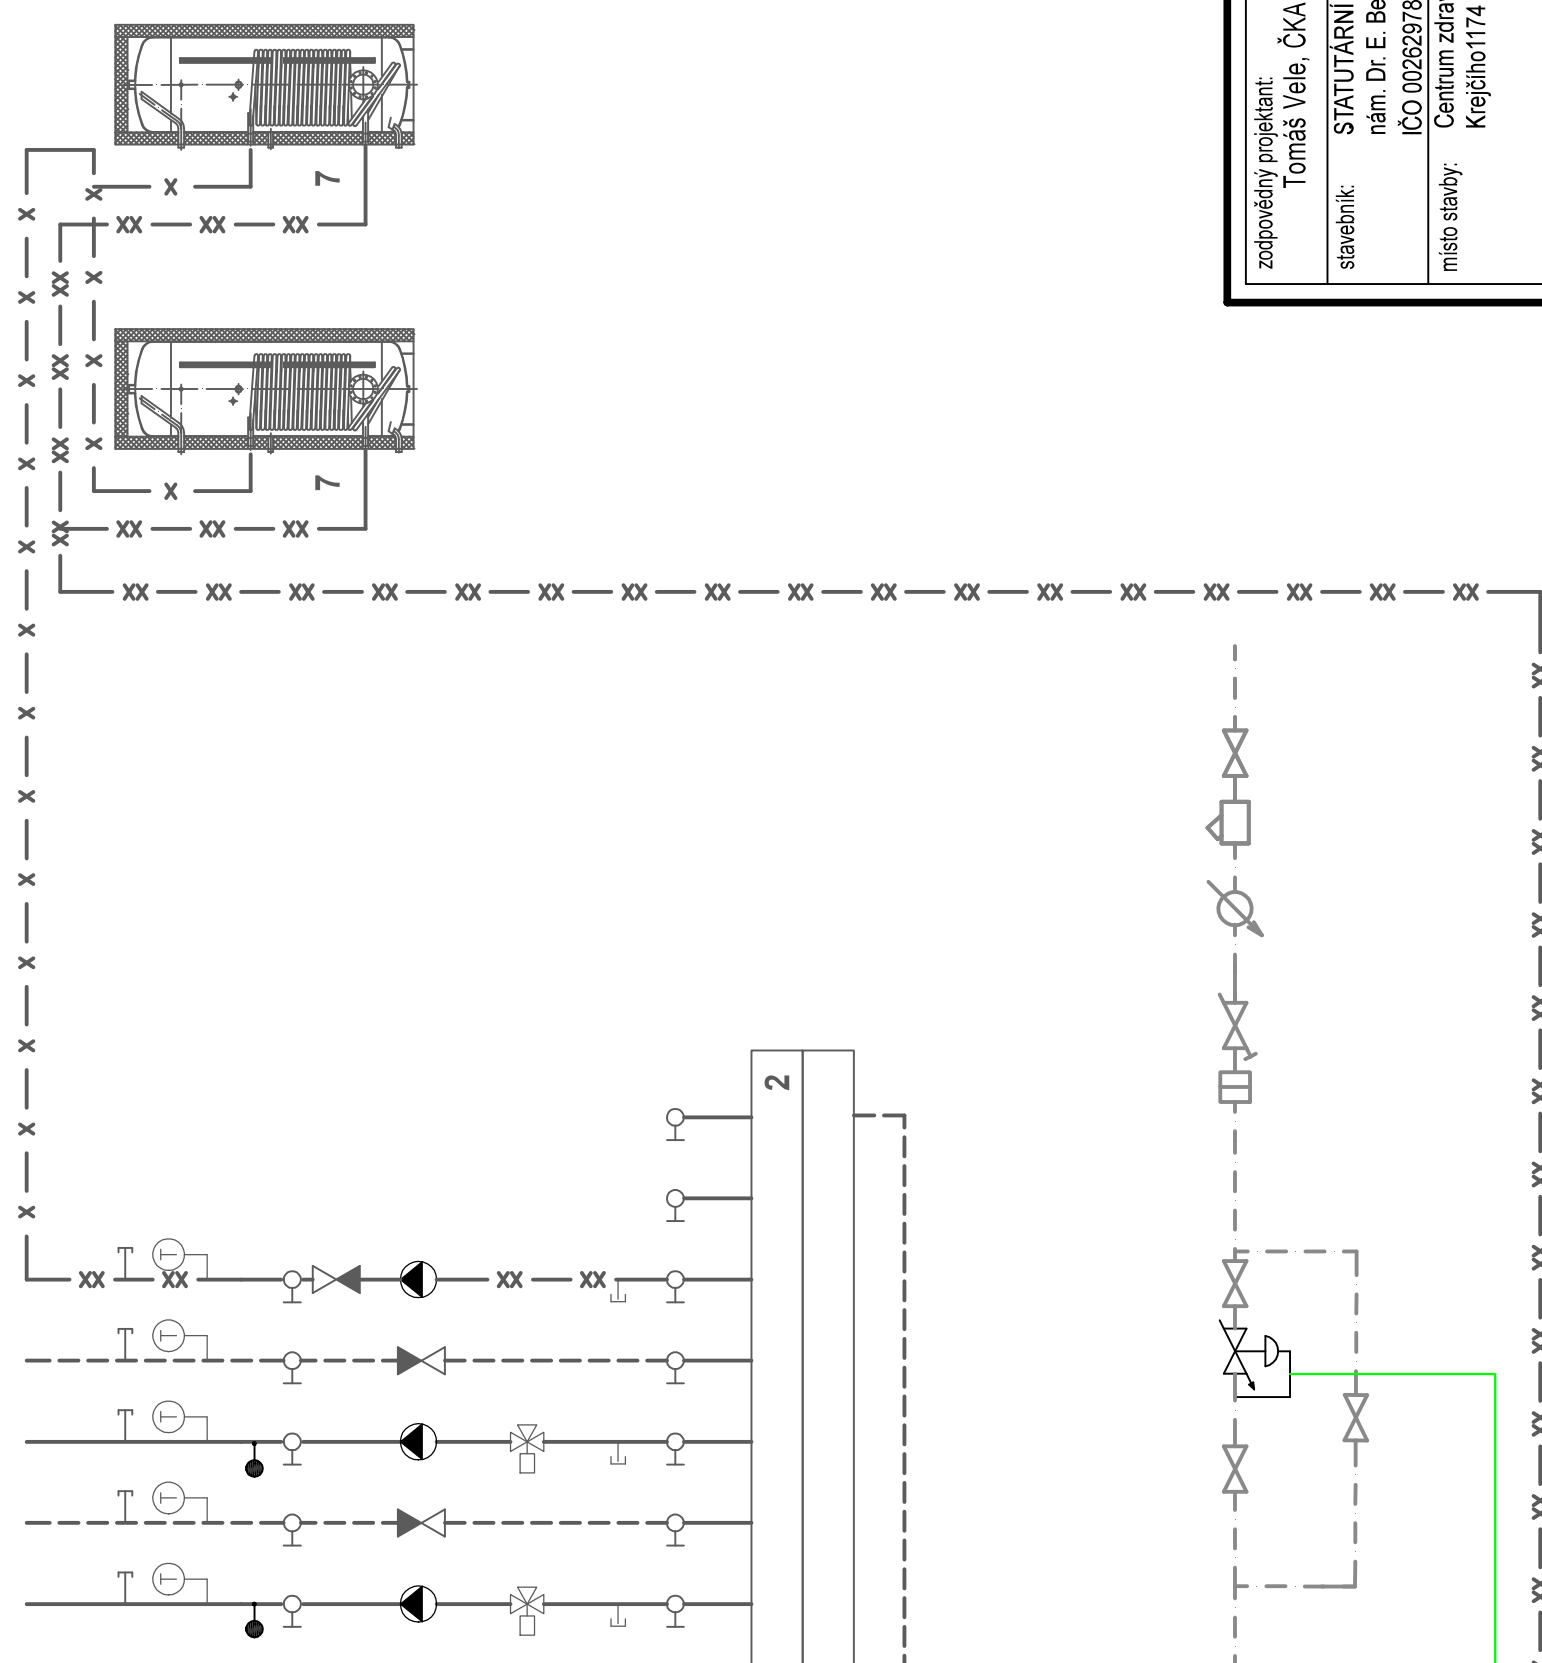 zodpovědný projektant:
Tomáš Vele, ČKA
stavebník:
STATUTÁRNÍ
nám. Dr. E. Be
IČO 00262978
místo stavby:
Centrum zdrav
Krejčího1174
7
7
2